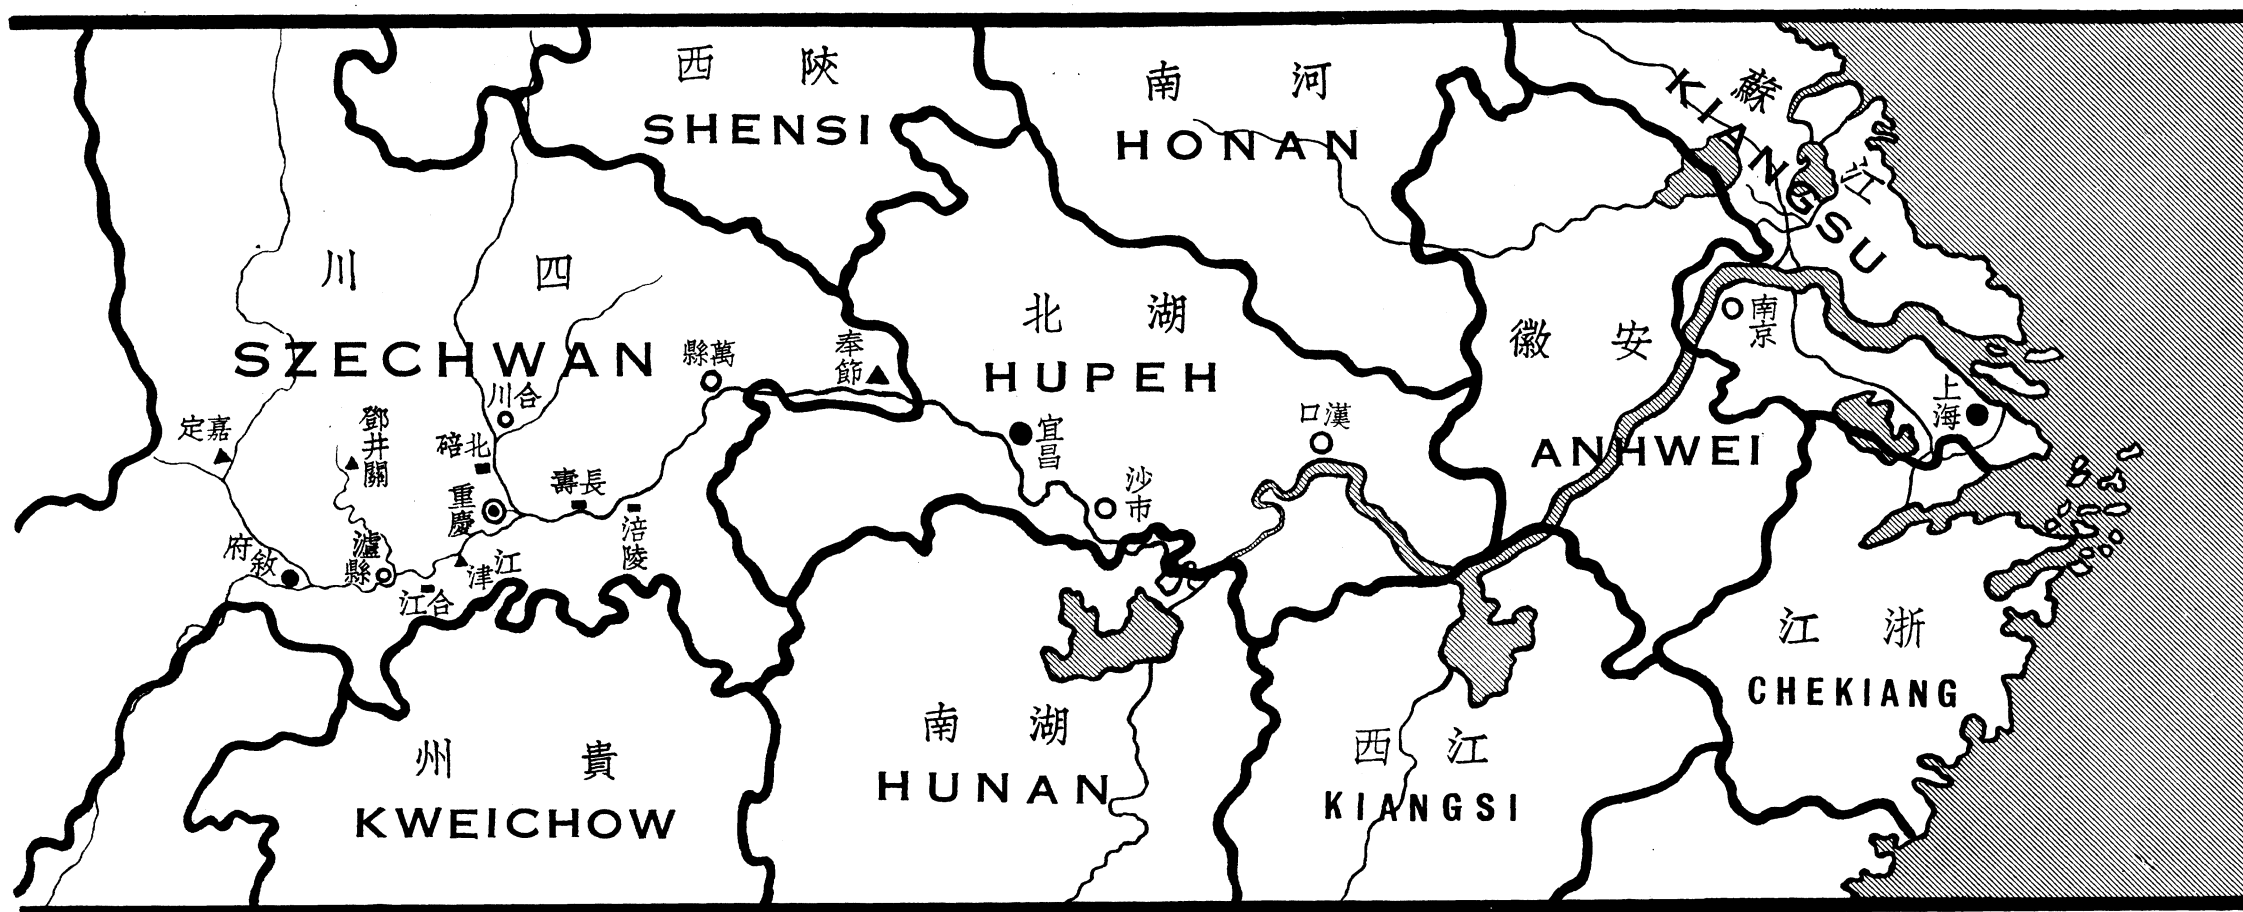 陝西
SHENSI
河南
HONAN
江蘇
KIANGSU
四川
SZECHWAN
湖北
HUPEH
安徽
ANHWEI
南京
上海
奉節
萬縣
合川
嘉定
鄧井關
北碚
重慶
長壽
涪陵
宜昌
沙市
漢口
敘府
瀘縣
合江
江津
浙江
CHEKIANG
貴州
KWEICHOW
湖南
HUNAN
江西
KIANGSI